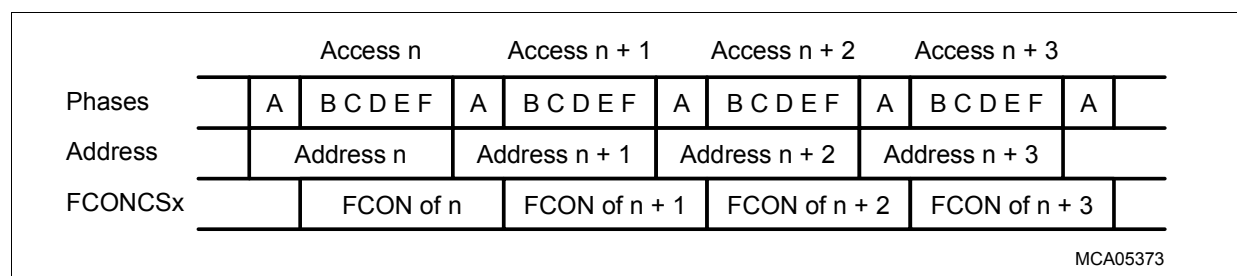 Access n Access n + 1 Access n + 2 Access n + 3
Phases A B C D E F A B C D E F A B C D E F A B C D E F A
Address Address n Address n + 1 Address n + 2 Address n + 3
FCONCSx FCON of n FCON of n + 1 FCON of n + 2 FCON of n + 3
MCA05373